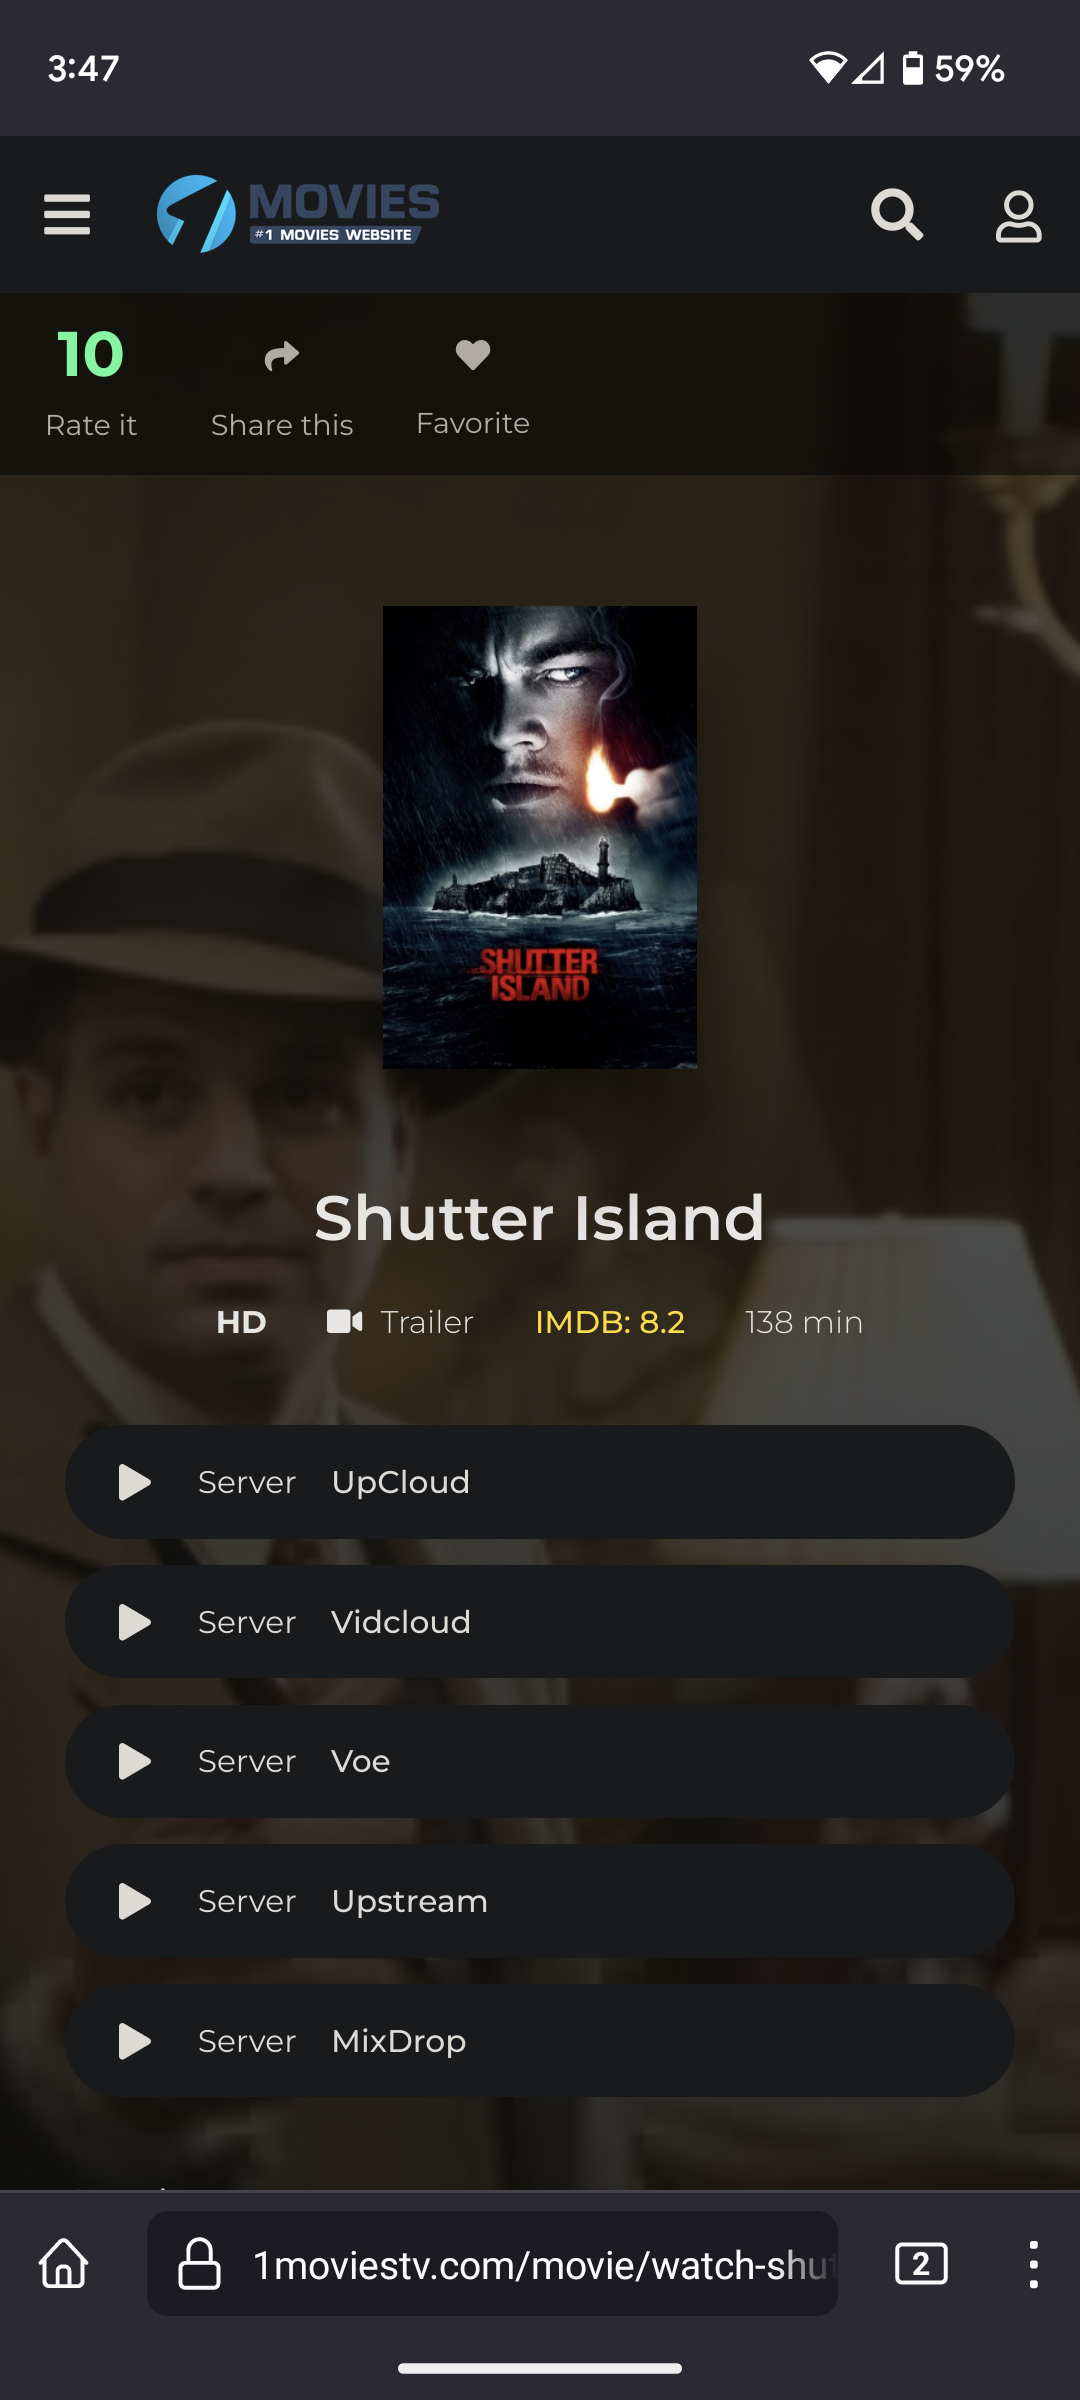 3:47
59%
MOVIES
#1 MOVIES WEBSITE
10
Rate it
Share this
Favorite
SHUTTER
ISLAND
Shutter Island
HD Trailer IMDB: 8.2 138 min
Server UpCloud
Server Vidcloud
Server Voe
Server Upstream
Server MixDrop
1moviestv.com/movie/watch-shut
2